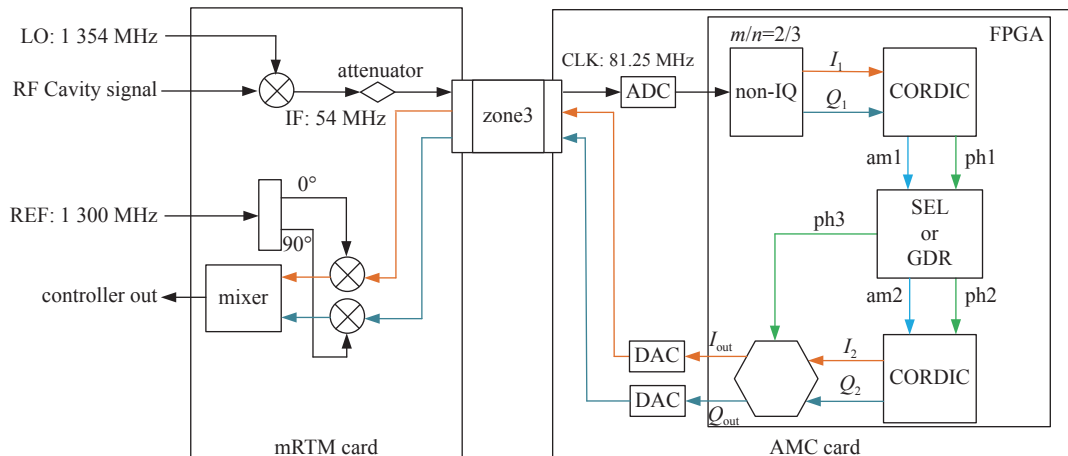 LO: 1 354 MHz
RF Cavity signal
attenuator
IF: 54 MHz
zone3
CLK: 81.25 MHz
ADC
m/n=2/3
FPGA
non-IQ
I1
Q1
CORDIC
am1
ph1
SEL
or
GDR
ph3
am2
ph2
REF: 1 300 MHz
0°
90°
mixer
controller out
DAC
Iout
I2
CORDIC
DAC
Qout
Q2
mRTM card
AMC card